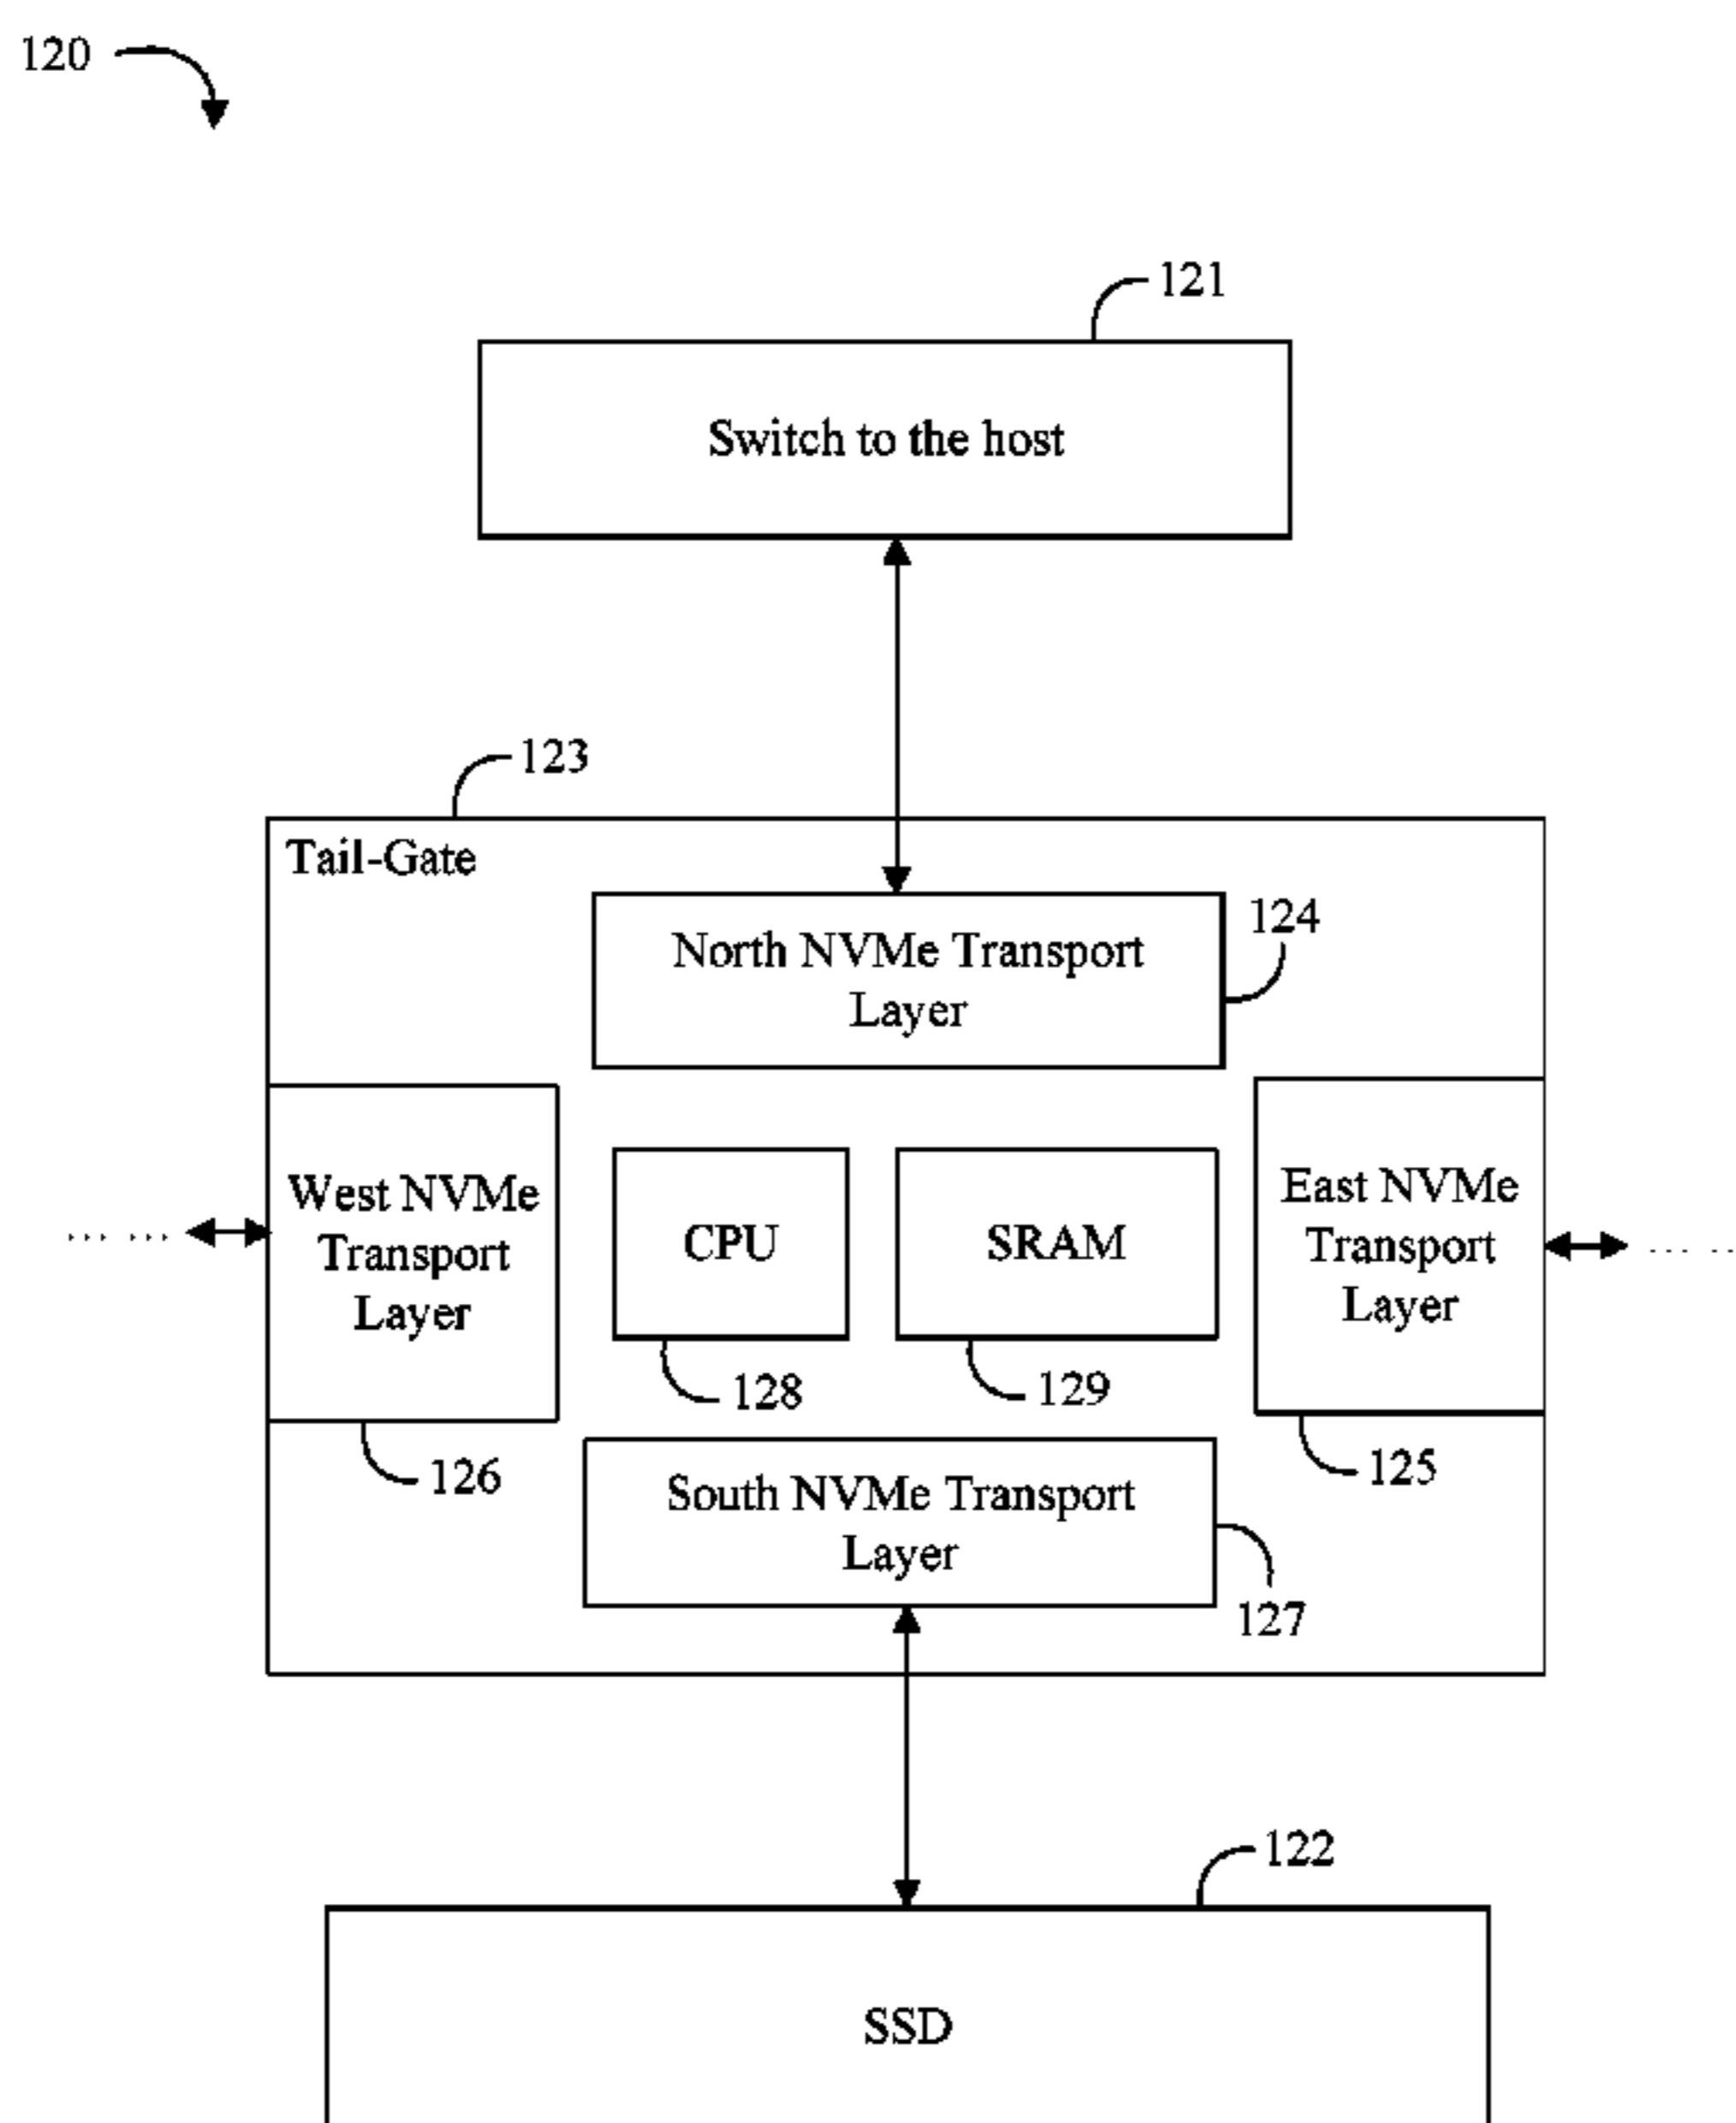 120
121
Switch to the host
123
Tail-Gate
124
North NVMe Transport
Layer
West NVMe
Transport
Layer
CPU
SRAM
East NVMe
Transport
Layer
128
129
126
125
South NVMe Transport
Layer
127
122
SSD